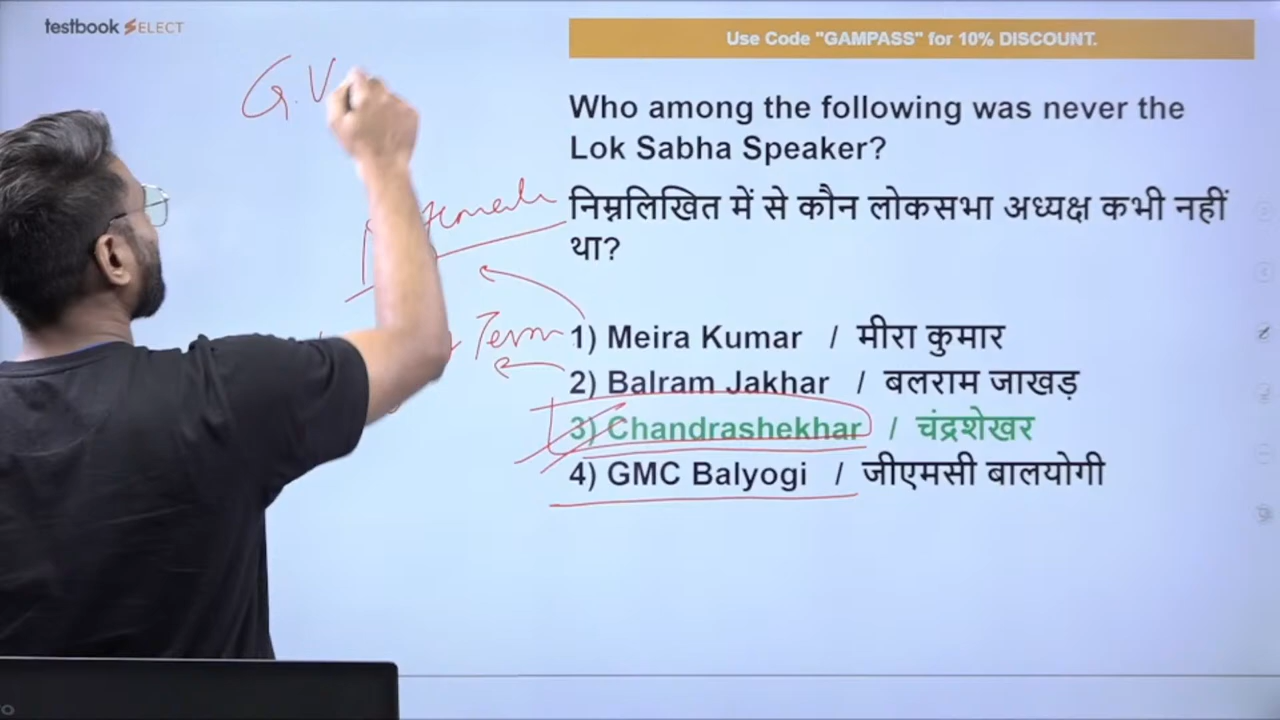 testbook SELECT
Use Code "GAMPASS" for 10% DISCOUNT.
G.V
Who among the following was never the
Lok Sabha Speaker?
निम्नलिखित में से कौन लोकसभा अध्यक्ष कभी नहीं
था?
Term
1) Meira Kumar / मीरा कुमार
2) Balram Jakhar / बलराम जाखड़
3) Chandrashekhar / चंद्रशेखर
4) GMC Balyogi / जीएमसी बालयोगी